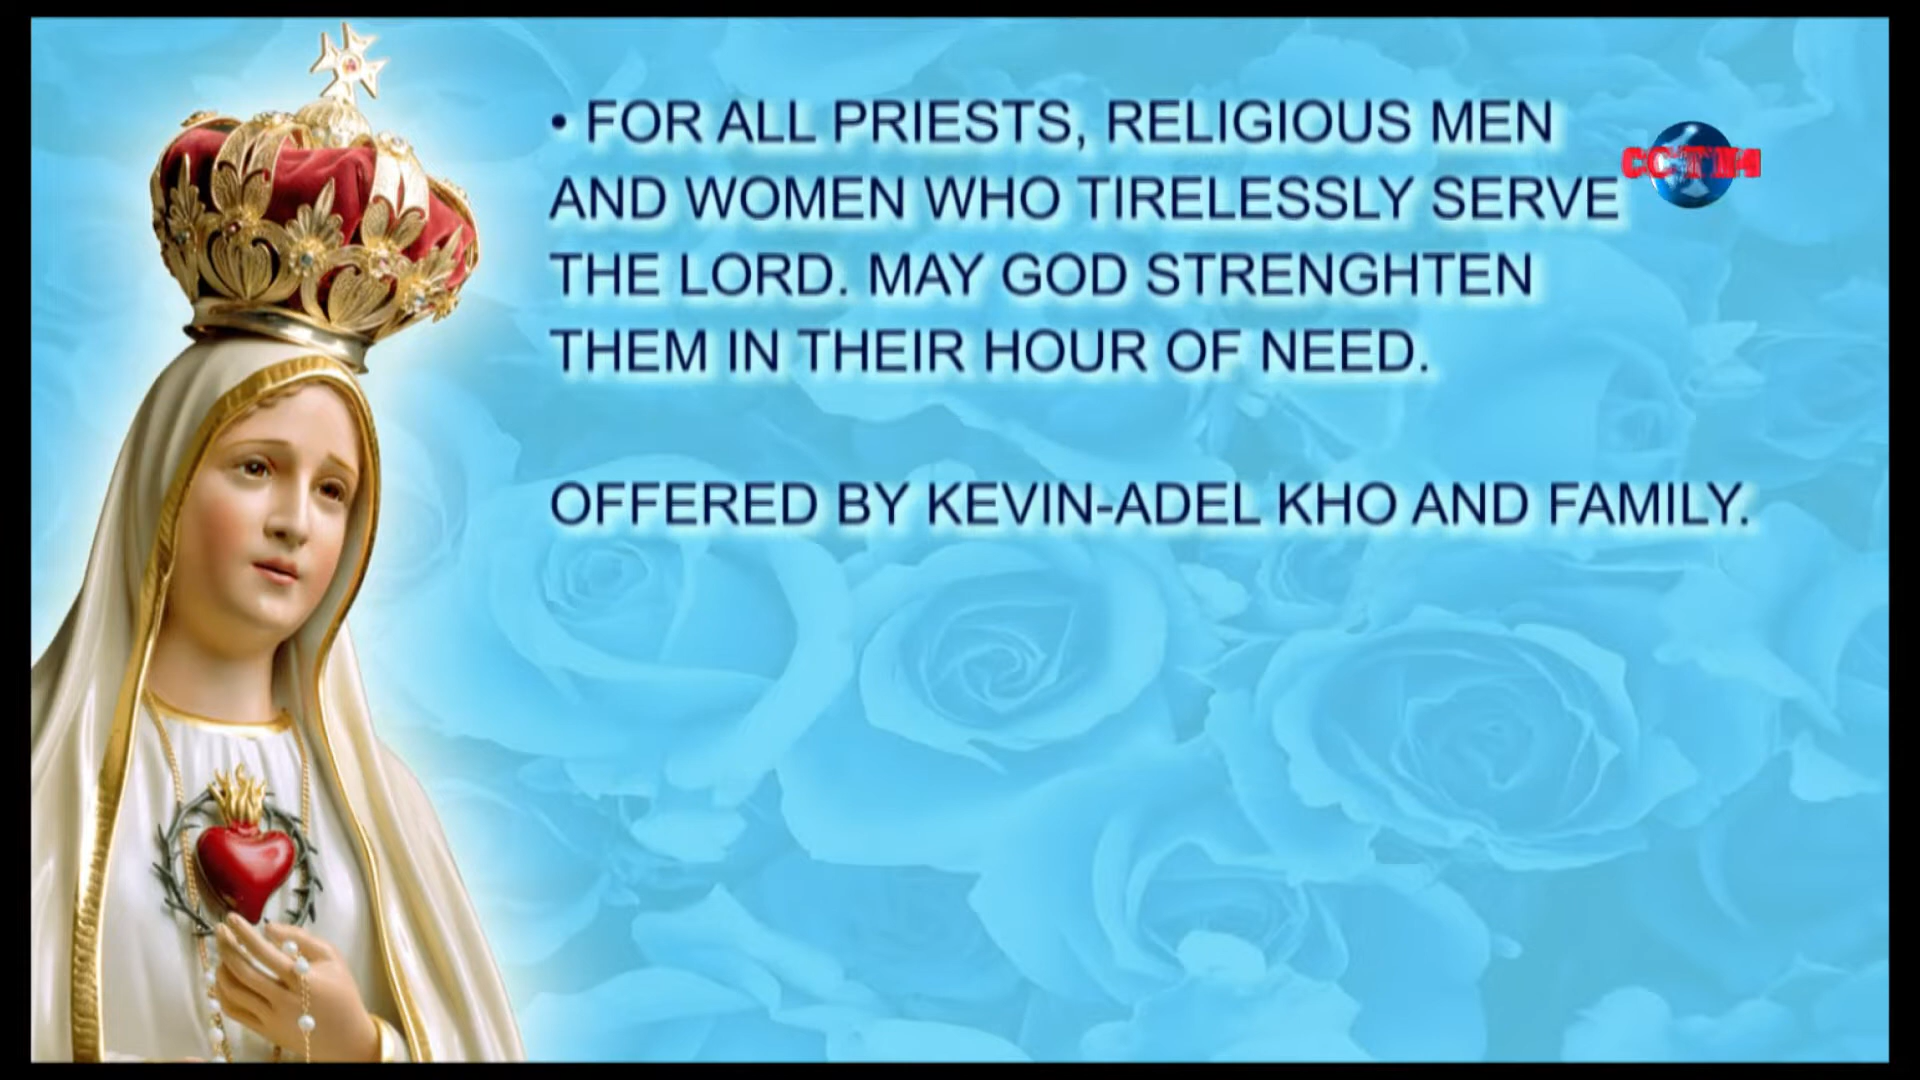 • FOR ALL PRIESTS, RELIGIOUS MEN
AND WOMEN WHO TIRELESSLY SERVE
THE LORD. MAY GOD STRENGHTEN
THEM IN THEIR HOUR OF NEED.
OFFERED BY KEVIN-ADEL KHO AND FAMILY.